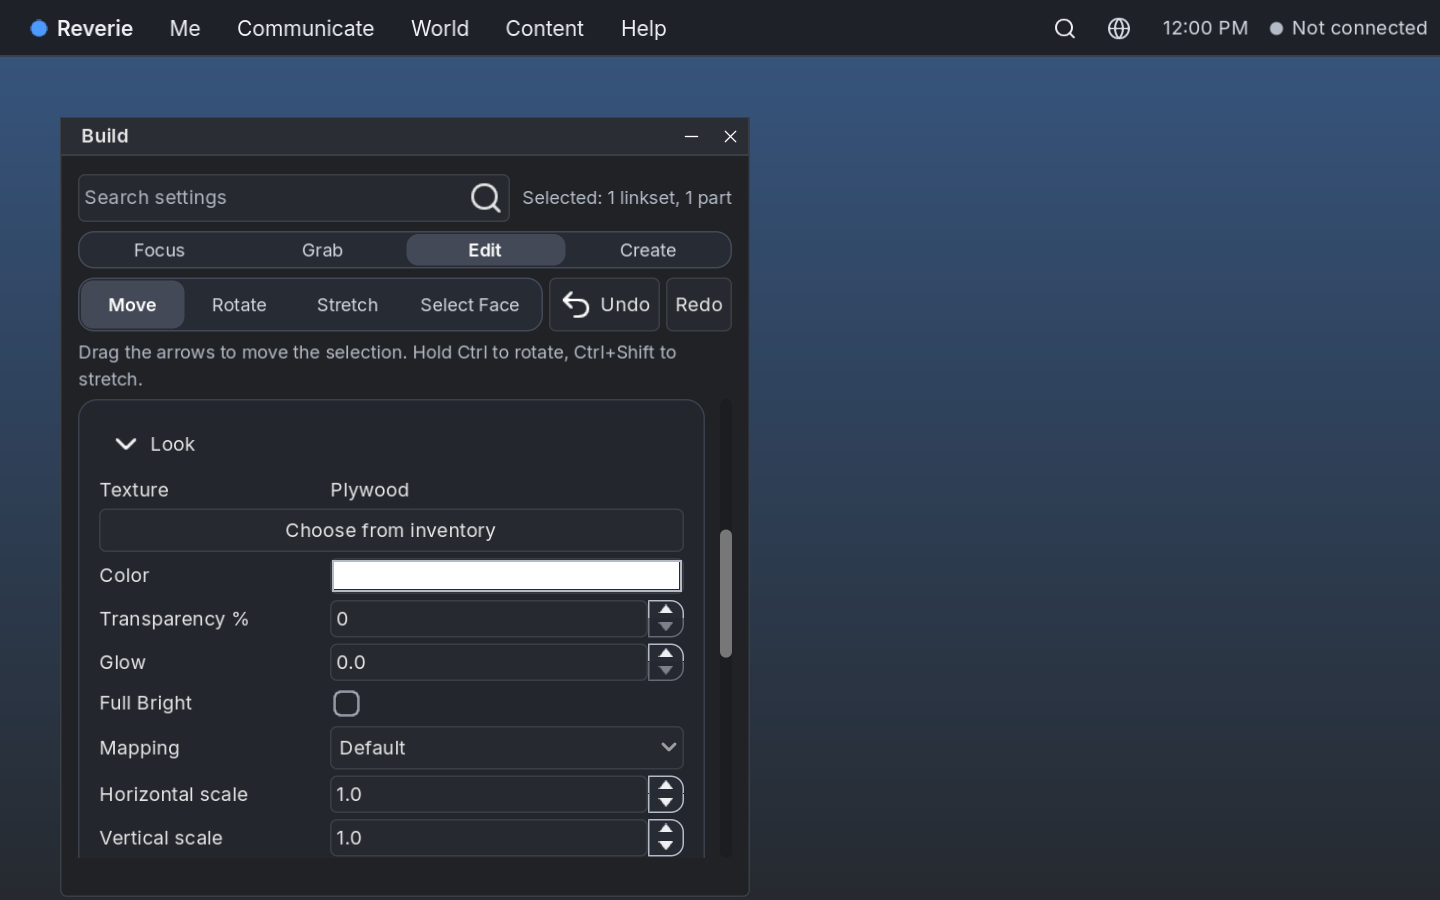 Reverie Me Communicate World Content Help 12:00 PM Not connected
Build
Search settings Selected: 1 linkset, 1 part
Focus Grab Edit Create
Move Rotate Stretch Select Face Undo Redo
Drag the arrows to move the selection. Hold Ctrl to rotate, Ctrl+Shift to
stretch.
Look
Texture Plywood
Choose from inventory
Color
Transparency % 0
Glow 0.0
Full Bright
Mapping Default
Horizontal scale 1.0
Vertical scale 1.0